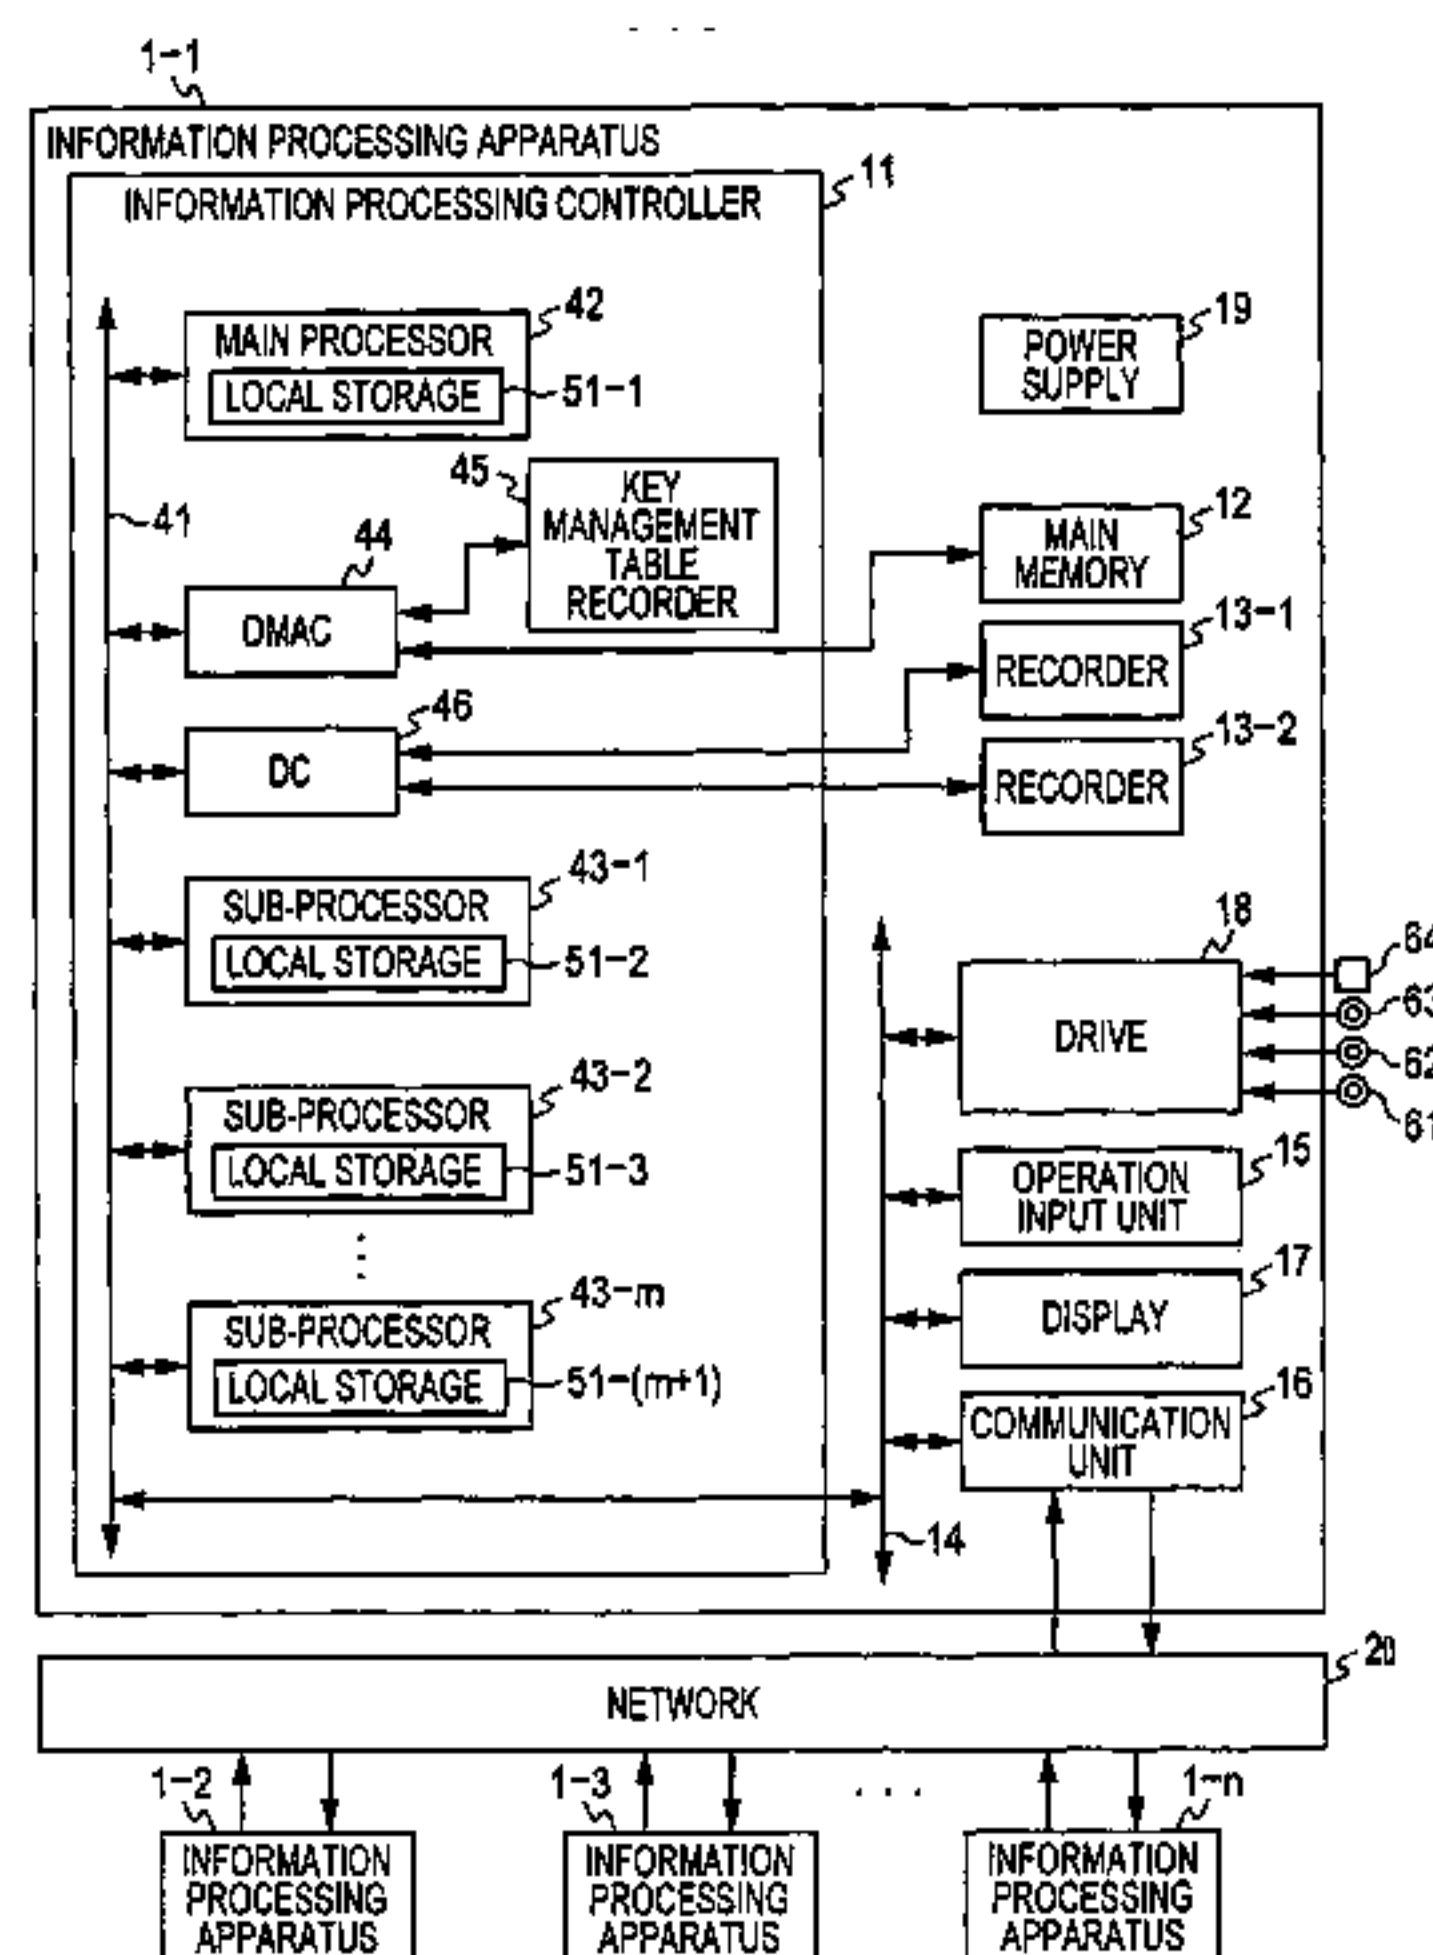 1-1
INFORMATION PROCESSING APPARATUS
11
INFORMATION PROCESSING CONTROLLER
42
MAIN PROCESSOR
LOCAL STORAGE
51-1
19
POWER
SUPPLY
45
KEY
MANAGEMENT
TABLE
RECORDER
41
44
DMAC
12
MAIN
MEMORY
13-1
RECORDER
46
DC
13-2
RECORDER
43-1
SUB-PROCESSOR
LOCAL STORAGE
51-2
18
DRIVE
64
63
62
61
43-2
SUB-PROCESSOR
LOCAL STORAGE
51-3
15
OPERATION
INPUT UNIT
17
DISPLAY
43-m
SUB-PROCESSOR
LOCAL STORAGE
51-(m+1)
16
COMMUNICATION
UNIT
14
20
NETWORK
1-2
INFORMATION
PROCESSING
APPARATUS
1-3
INFORMATION
PROCESSING
APPARATUS
. . .
1-n
INFORMATION
PROCESSING
APPARATUS